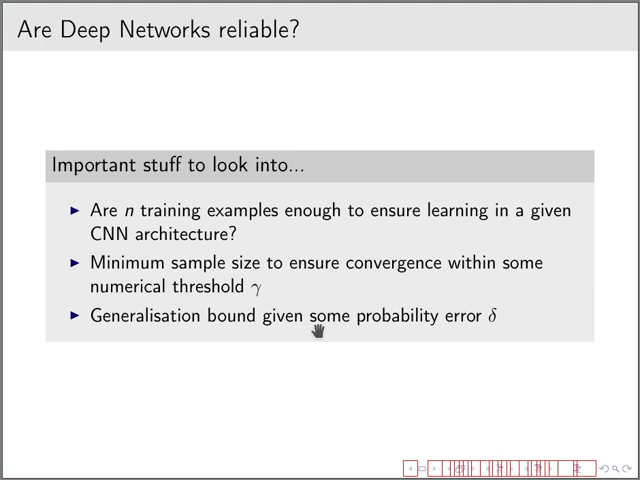 Are Deep Networks reliable?
Important stuff to look into...
Are n training examples enough to ensure learning in a given
CNN architecture?
Minimum sample size to ensure convergence within some
numerical threshold γ
Generalisation bound given some probability error δ